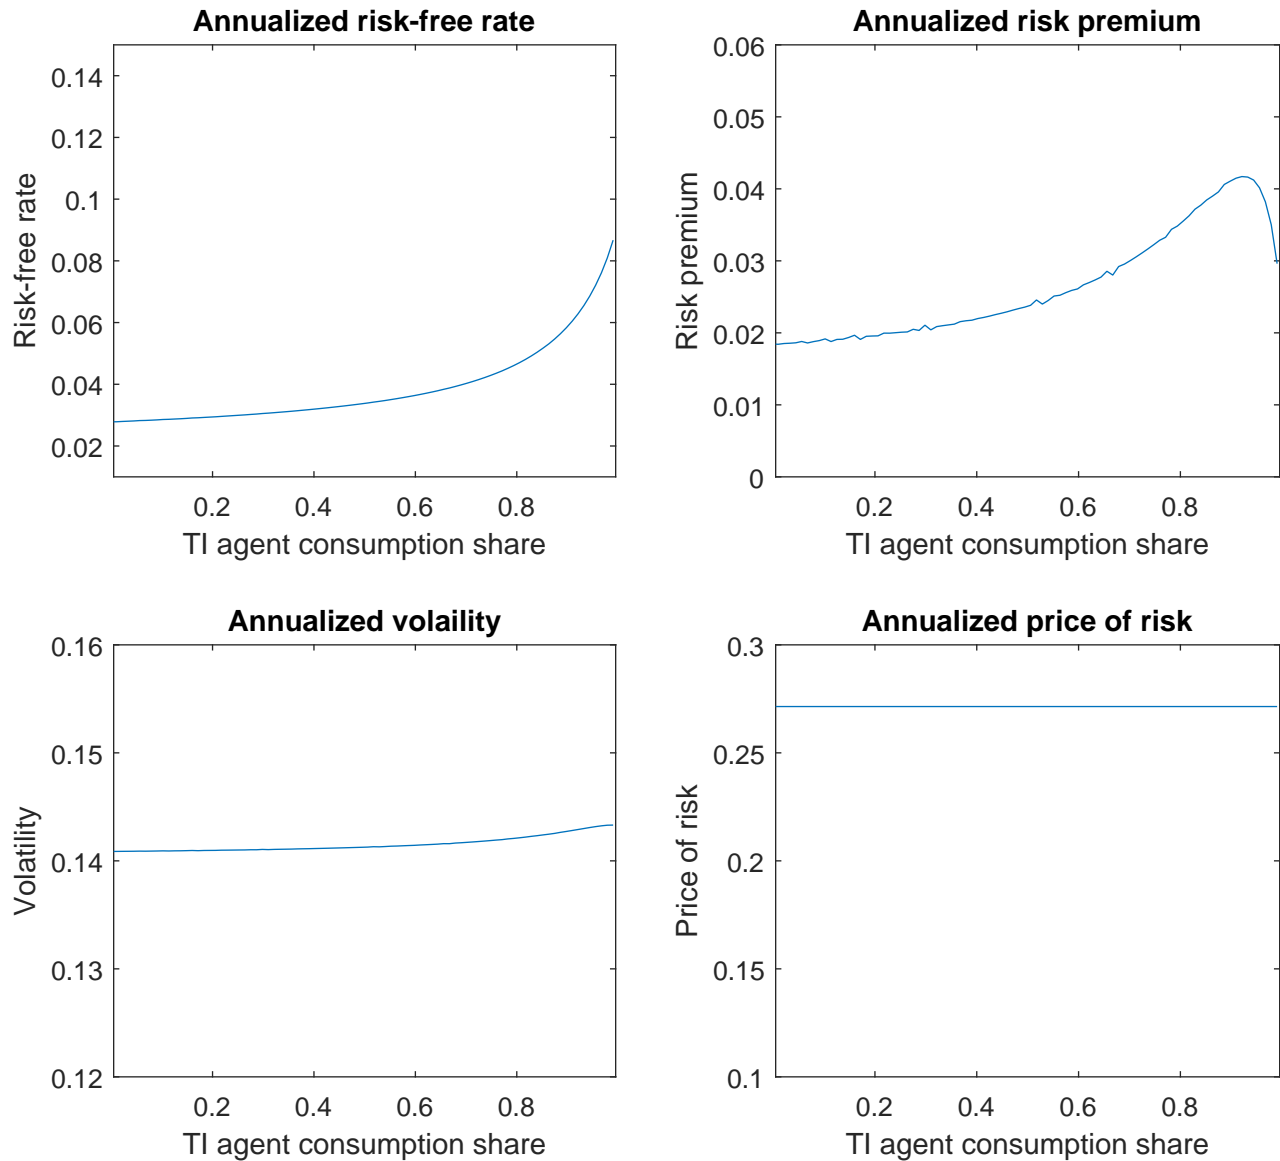 Annualized risk-free rate
0.14
0.12
0.1
0.08
0.06
0.04
0.02
Risk-free rate
0.2 0.4 0.6 0.8
TI agent consumption share
Annualized risk premium
0.06
0.05
0.04
0.03
0.02
0.01
0
Risk premium
0.2 0.4 0.6 0.8
TI agent consumption share
Annualized volaility
0.16
0.15
0.14
0.13
0.12
Volatility
0.2 0.4 0.6 0.8
TI agent consumption share
Annualized price of risk
0.3
0.25
0.2
0.15
0.1
Price of risk
0.2 0.4 0.6 0.8
TI agent consumption share